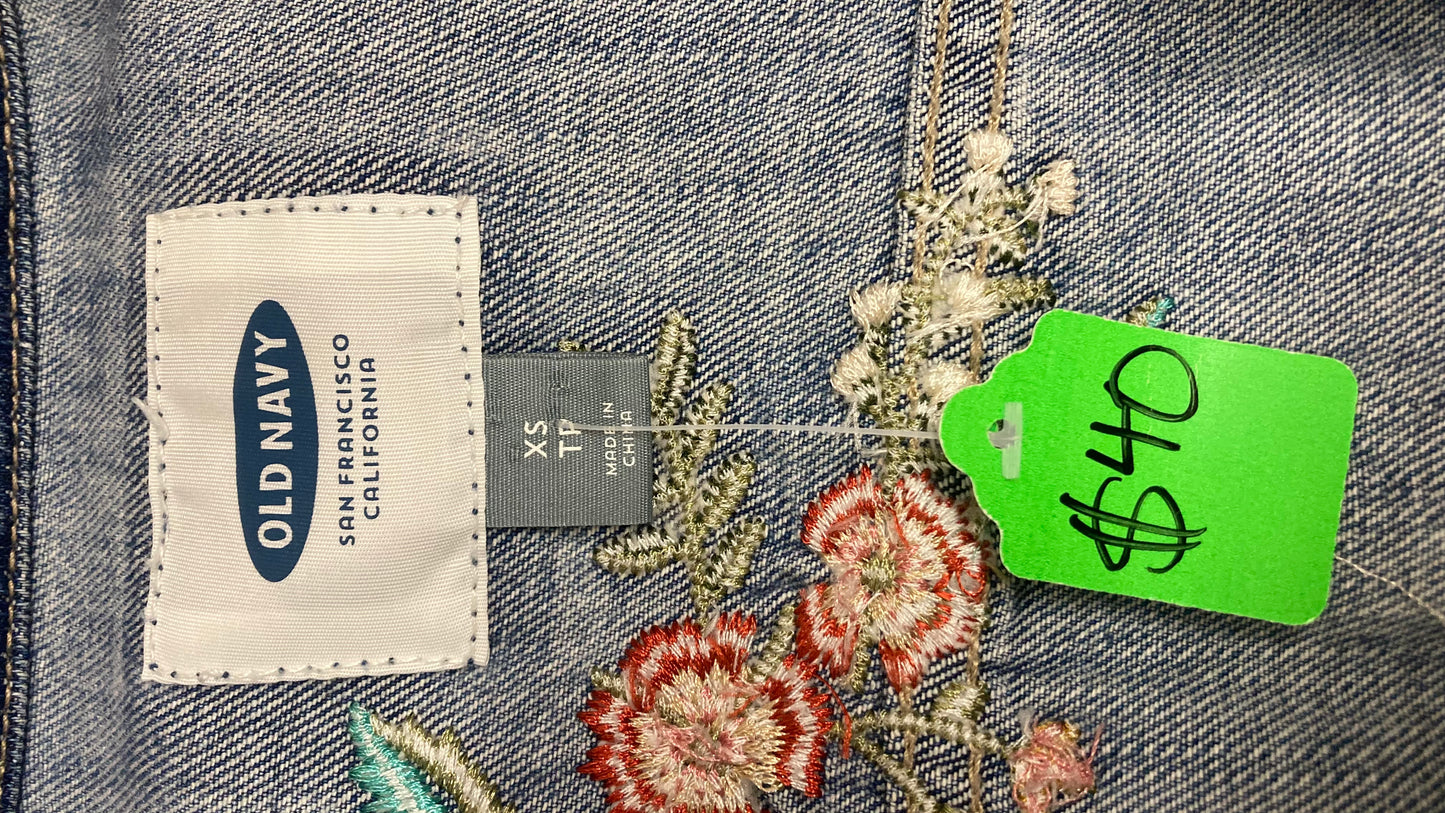 OLD NAVY
SAN FRANCISCO
CALIFORNIA
XS
TP
MADE IN
CHINA
$40